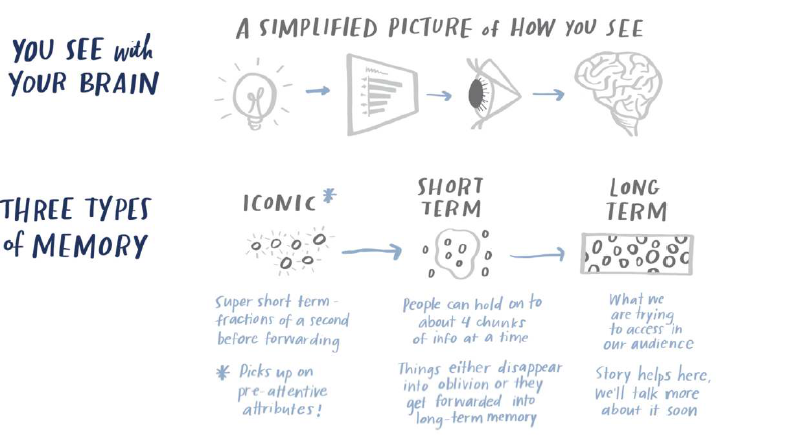 A SIMPLIFIED PICTURE of HOW YOU SEE
YOU SEE with
YOUR BRAIN
THREE TYPES
of MEMORY
ICONIC*
Super short term -
fractions of a second
before forwarding
* Picks up on
pre-attentive
attributes!
SHORT
TERM
People can hold on to
about 4 chunks
of info at a time
Things either disappear
into oblivion or they
get forwarded into
long-term memory
LONG
TERM
What we
are trying
to access in
our audience
Story helps here,
we'll talk more
about it soon